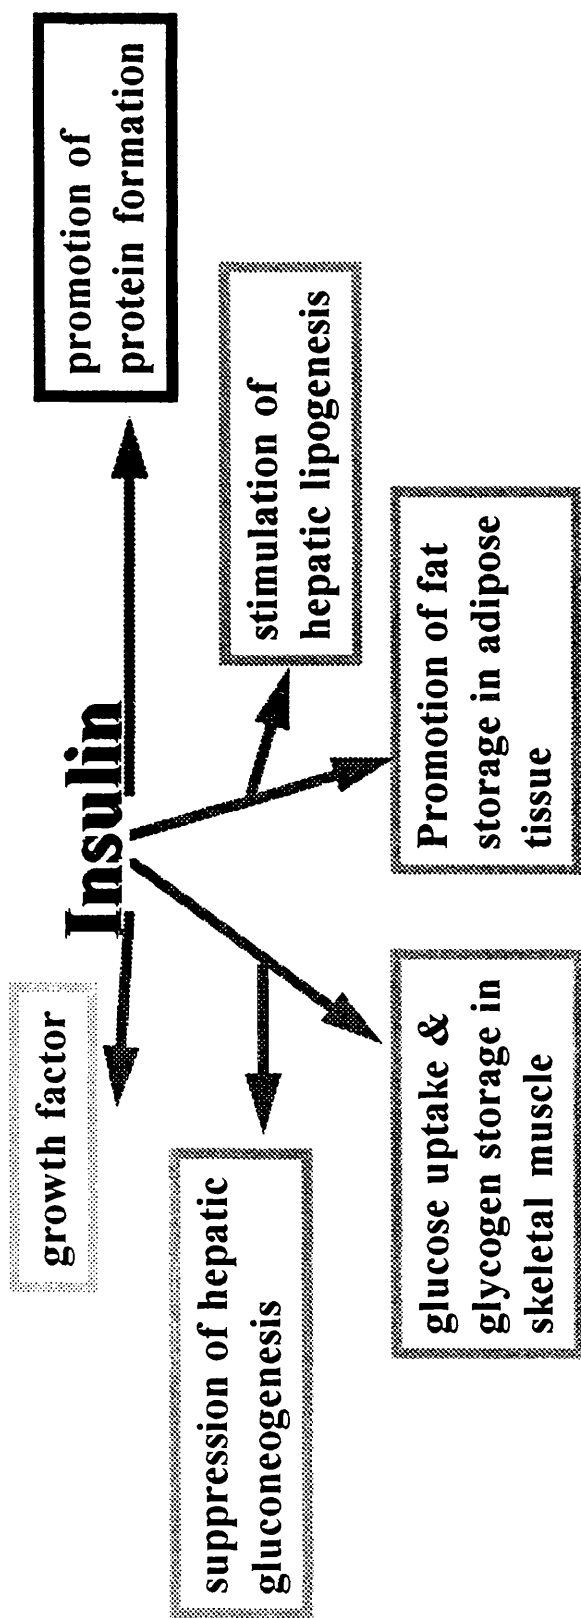 Insulin
growth factor
promotion of
protein formation
suppression of hepatic
gluconeogenesis
stimulation of
hepatic lipogenesis
glucose uptake &
glycogen storage in
skeletal muscle
Promotion of fat
storage in adipose
tissue